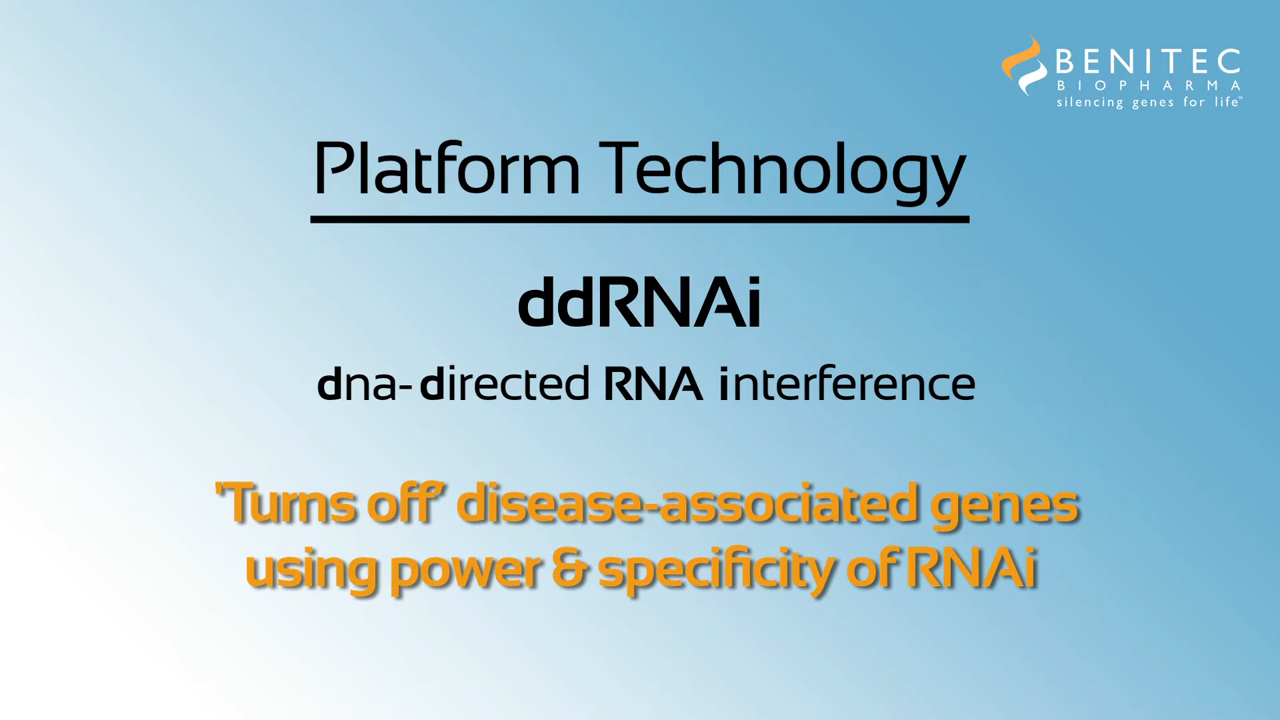 BENITEC
BIOPHARMA
silencing genes for life™
Platform Technology
ddRNAi
dna-directed RNA interference
'Turns off' disease-associated genes
using power & specificity of RNAi